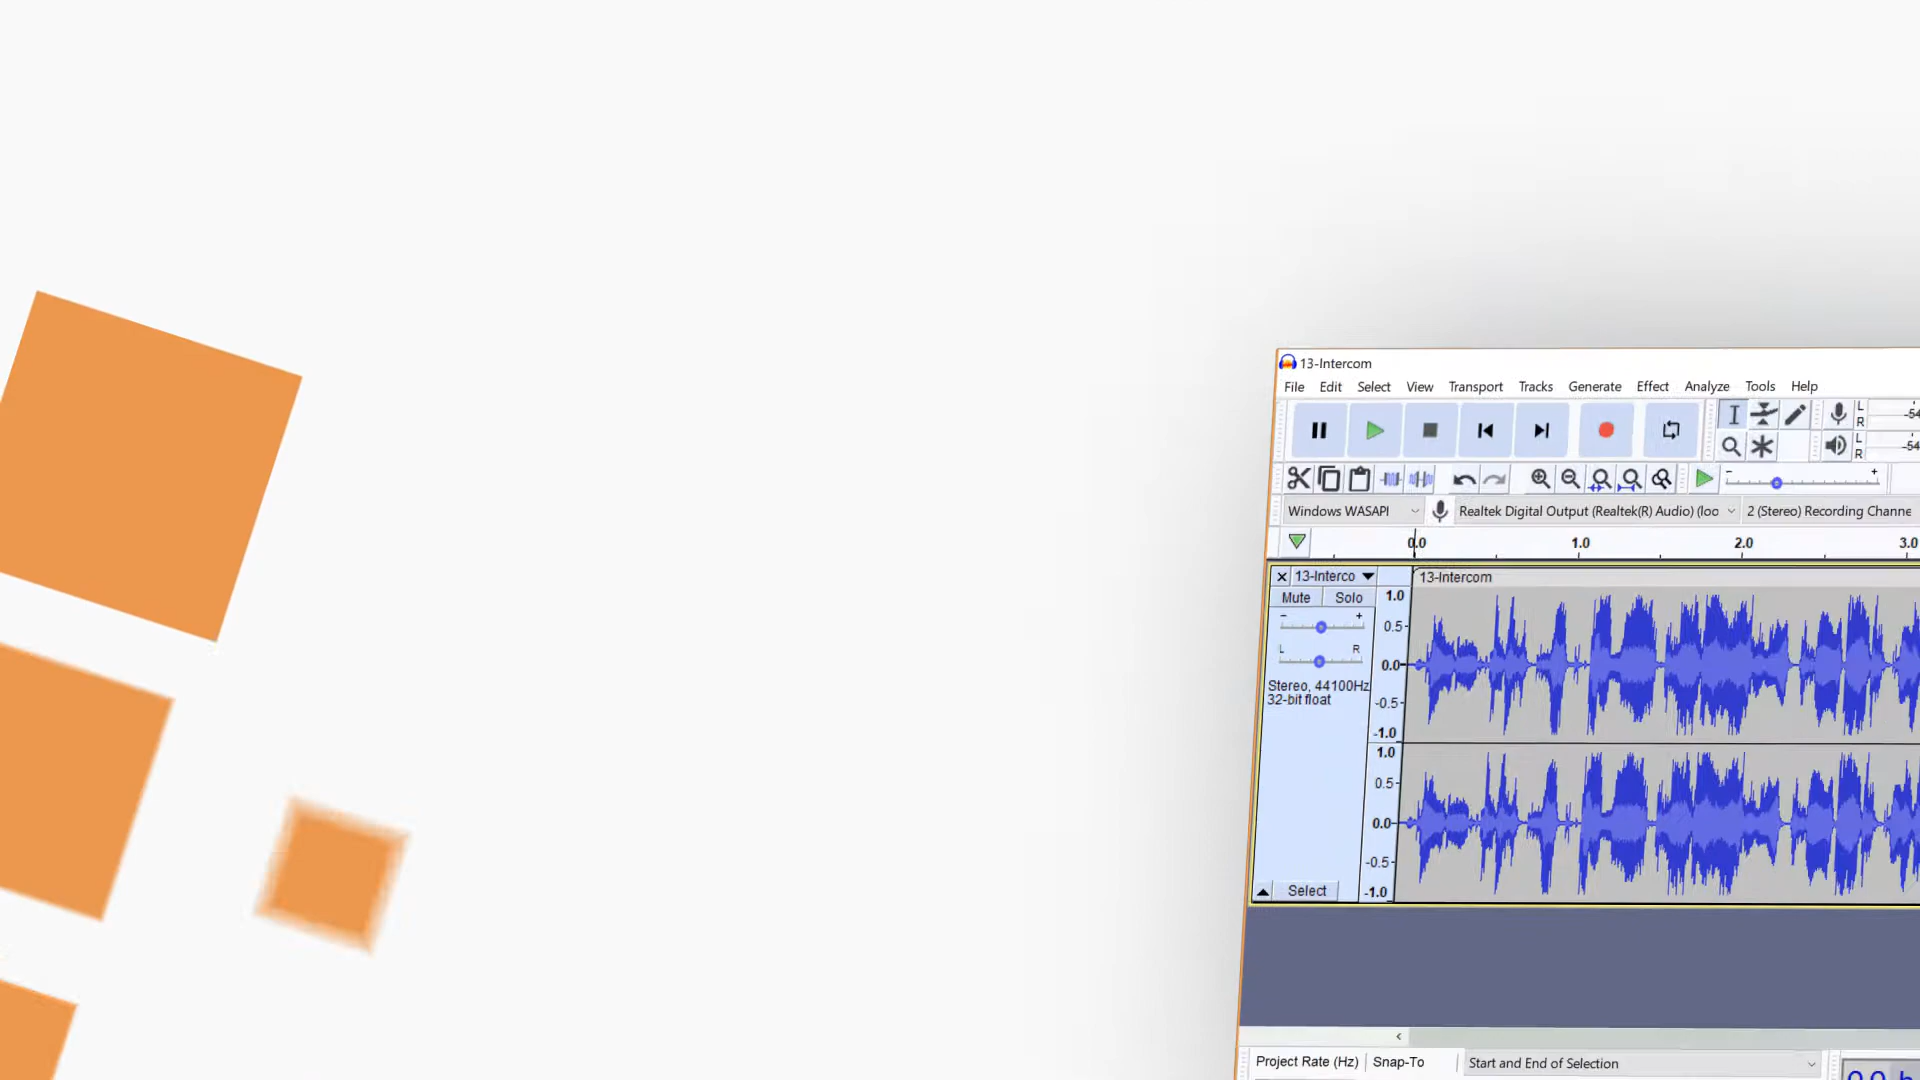 13-Intercom
File Edit Select View Transport Tracks Generate Effect Analyze Tools Help
L
R
-54
L
R
-54
- +
Windows WASAPI Realtek Digital Output (Realtek(R) Audio) (loo 2 (Stereo) Recording Channe
0.0 1.0 2.0 3.0
13-Interco 13-Intercom
Mute Solo 1.0
- + 0.5
L R 0.0
Stereo, 44100Hz
32-bit float -0.5
-1.0
1.0
0.5
0.0
-0.5
Select -1.0
Project Rate (Hz) Snap-To Start and End of Selection